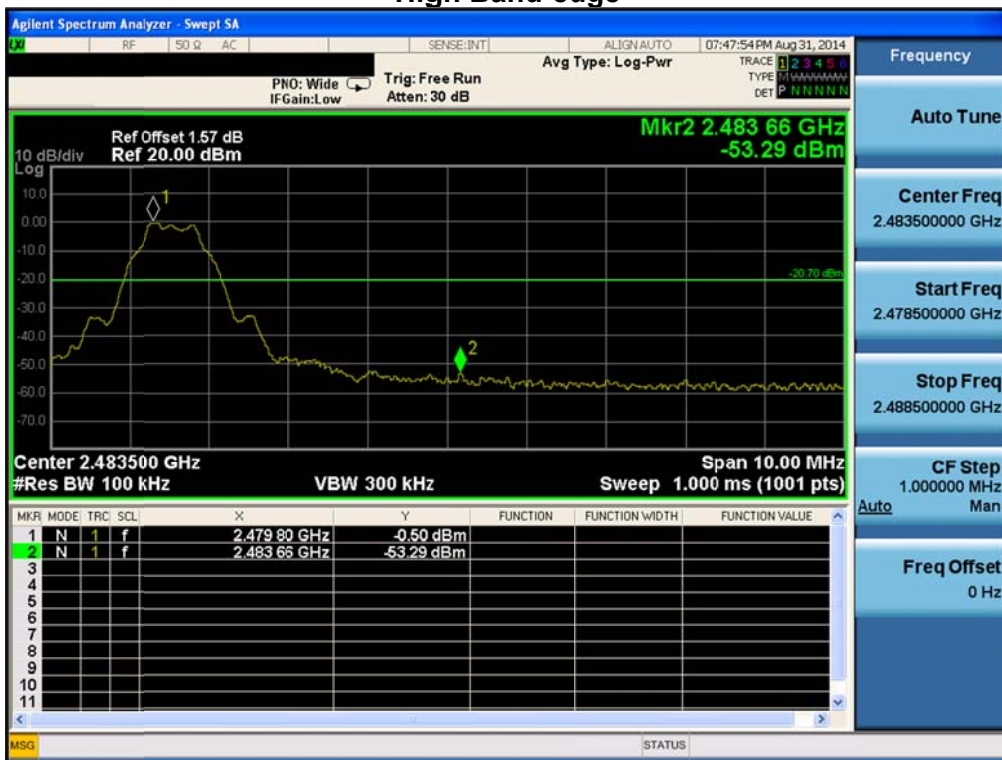 High Band-edge
Agilent Spectrum Analyzer - Swept SA
LXI RF 50 Ω AC SENSE:INT ALIGN AUTO 07:47:54 PM Aug 31, 2014
PNO: Wide IFGain:Low
Trig: Free Run
Atten: 30 dB
Avg Type: Log-Pwr
TRACE 1 2 3 4 5 6
TYPE M WWWWW
DET P N N N N N
Mkr2 2.483 66 GHz
-53.29 dBm
Ref Offset 1.57 dB
10 dB/div Ref 20.00 dBm
Log
10.0
0.00
-10.0
-20.0
-30.0
-40.0
-50.0
-60.0
-70.0
1
-20.70 dBm
2
Center 2.483500 GHz Span 10.00 MHz
#Res BW 100 kHz VBW 300 kHz Sweep 1.000 ms (1001 pts)
MKR MODE TRC SCL X Y FUNCTION FUNCTION WIDTH FUNCTION VALUE
1 N 1 f 2.479 80 GHz -0.50 dBm
2 N 1 f 2.483 66 GHz -53.29 dBm
3
4
5
6
7
8
9
10
11
MSG STATUS
Frequency
Auto Tune
Center Freq
2.483500000 GHz
Start Freq
2.478500000 GHz
Stop Freq
2.488500000 GHz
CF Step
1.000000 MHz
Auto Man
Freq Offset
0 Hz